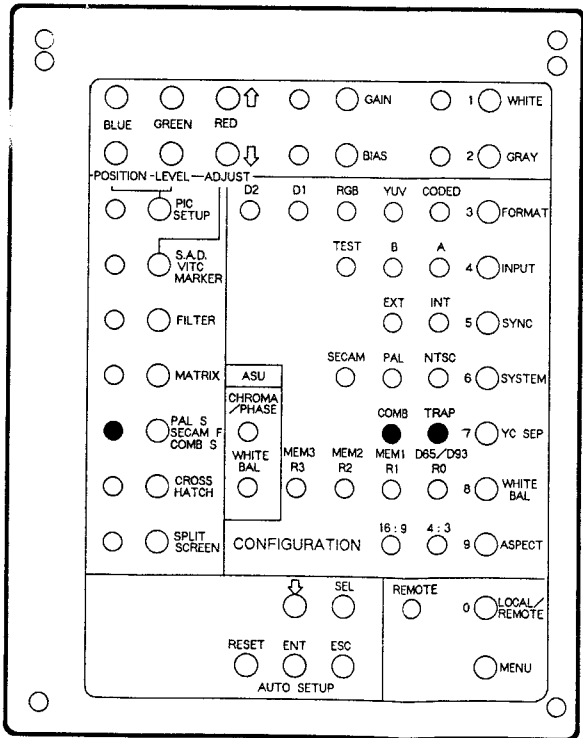 BLUE GREEN RED GAIN 1 WHITE
BIAS 2 GRAY
POSITION - LEVEL — ADJUST
D2 D1 RGB YUV CODED
PIC
SETUP
3 FORMAT
TEST B A
S.A.D.
VITC
MARKER
4 INPUT
EXT INT
FILTER
5 SYNC
SECAM PAL NTSC
MATRIX ASU
6 SYSTEM
CHROMA
/PHASE
COMB TRAP
PAL S
SECAM F
COMB S
7 YC SEP
WHITE
BAL
MEM3 MEM2 MEM1 D65/D93
R3 R2 R1 R0
CROSS
HATCH
8 WHITE
BAL
16:9 4:3
SPLIT
SCREEN
CONFIGURATION
9 ASPECT
SEL
REMOTE
0 LOCAL/
REMOTE
RESET ENT ESC
MENU
AUTO SETUP